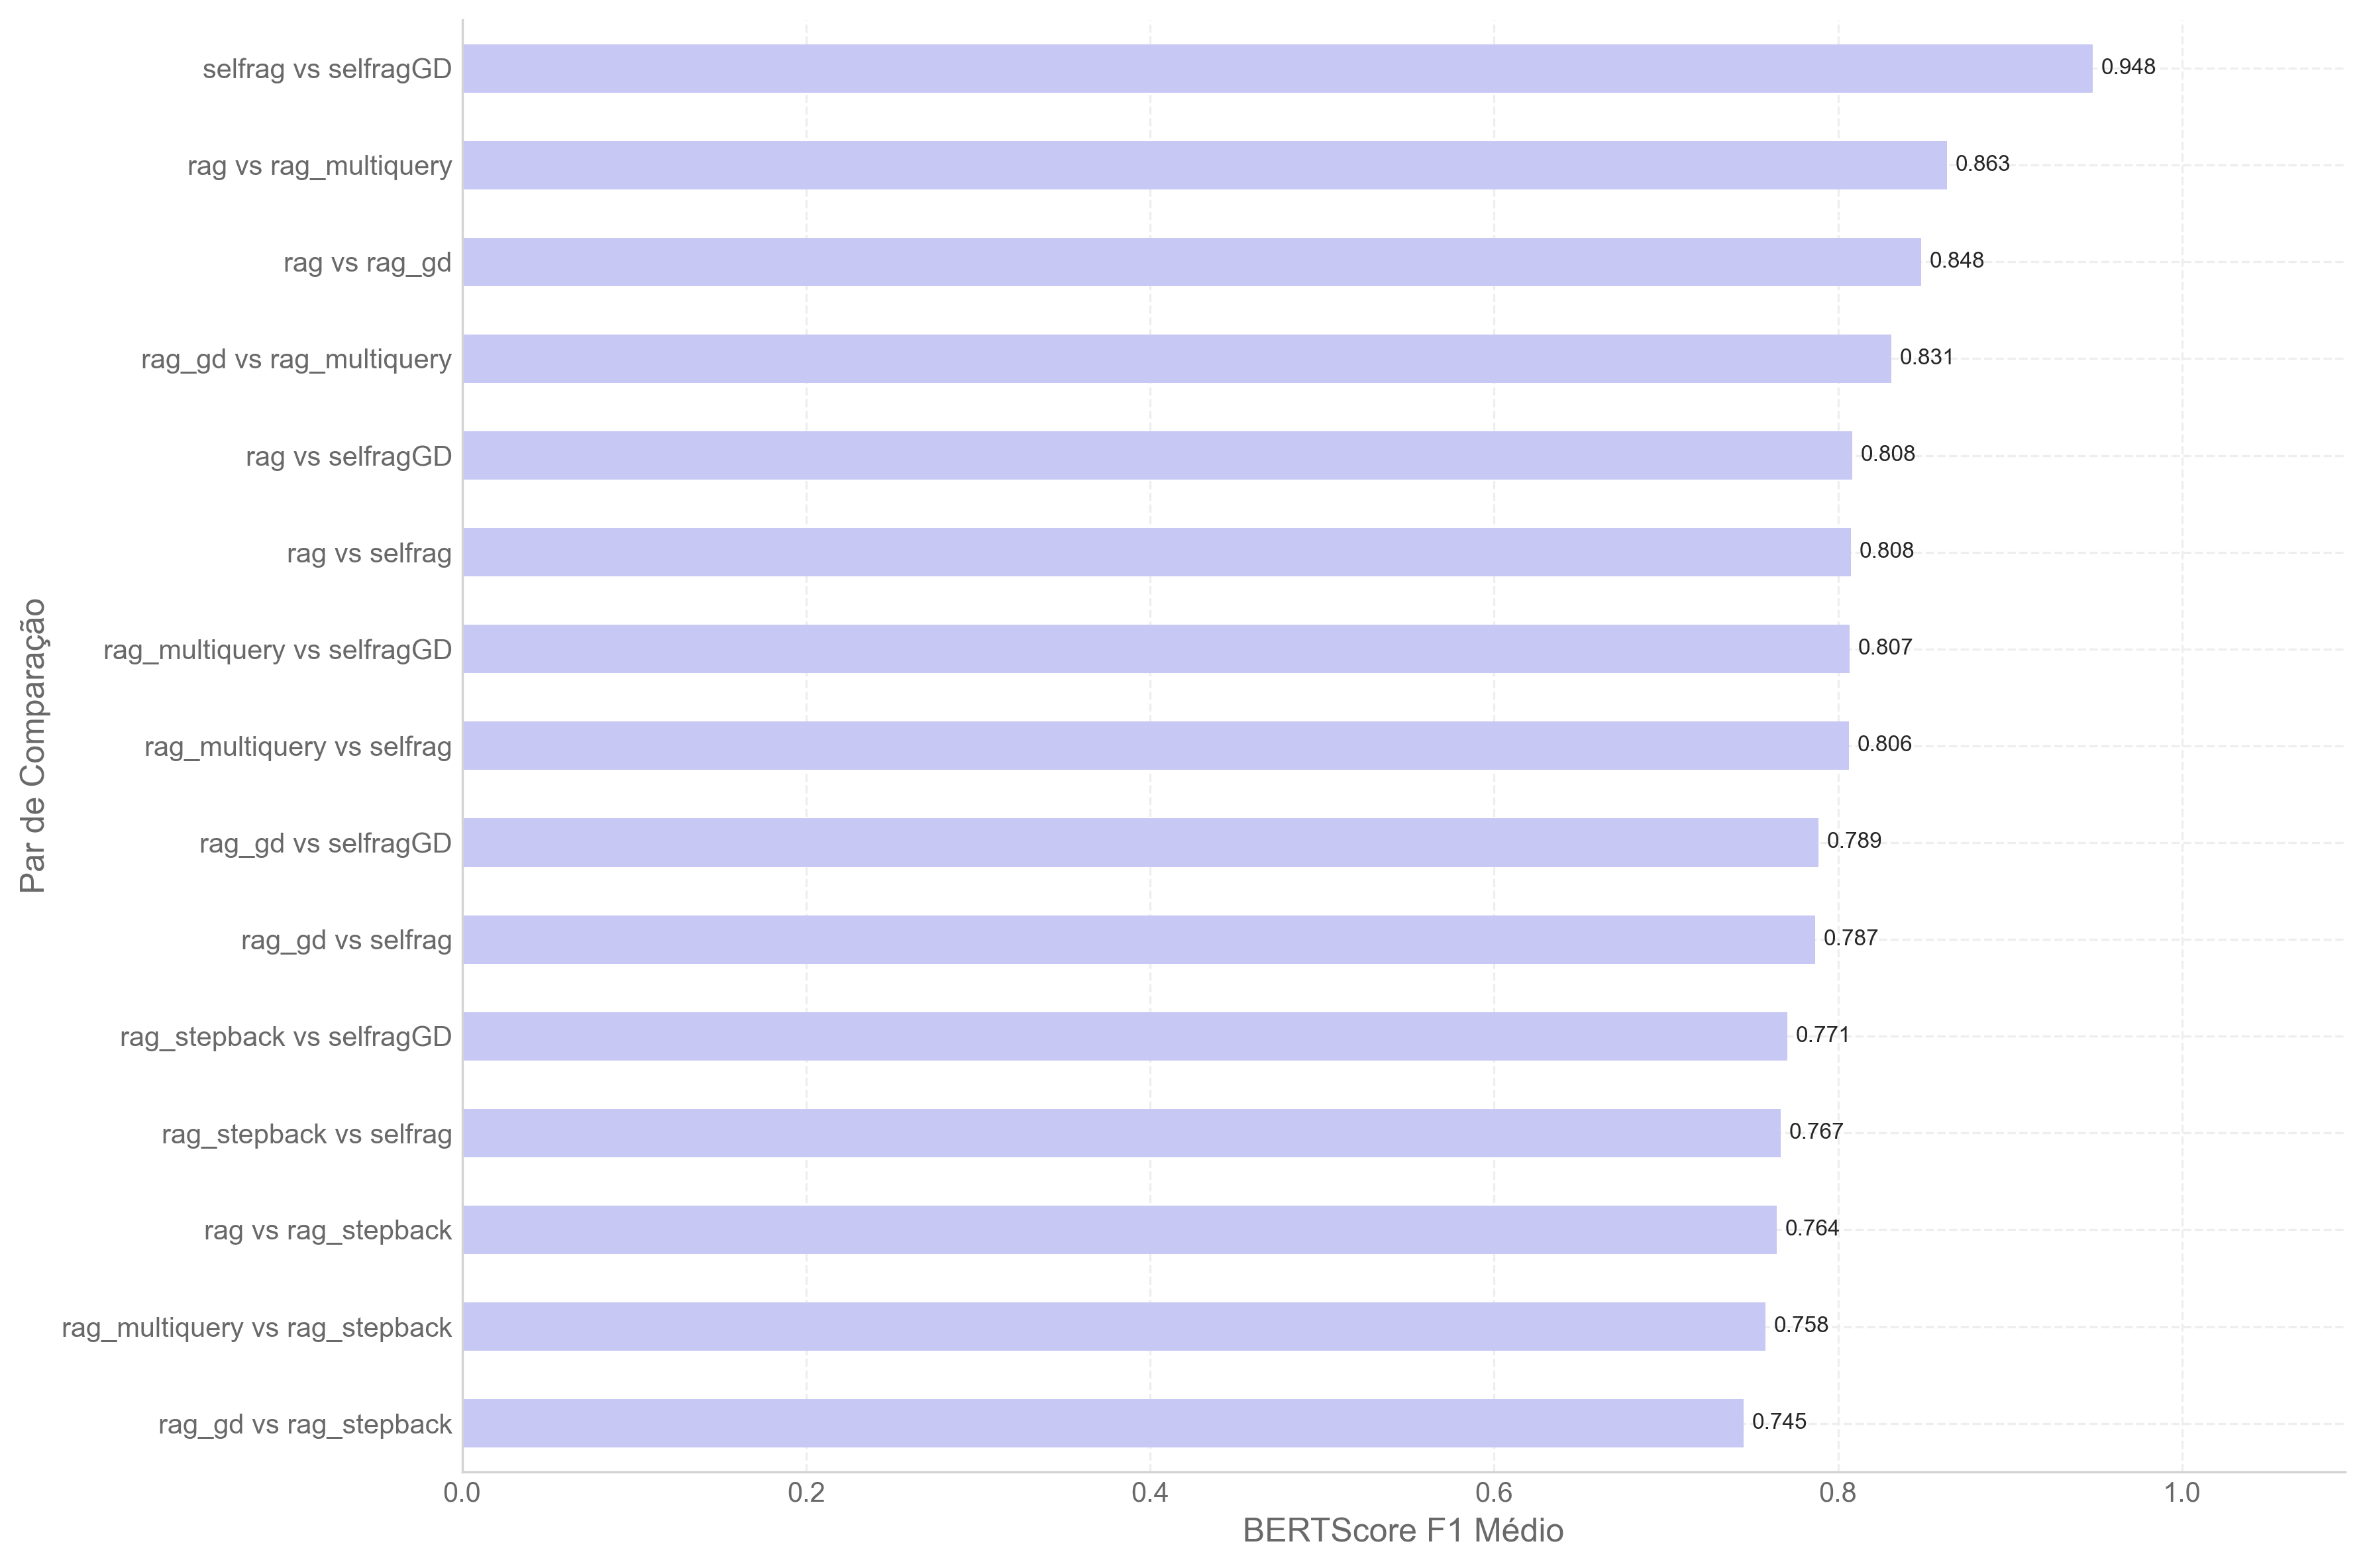 selfrag vs selfragGD 0.948
rag vs rag_multiquery 0.863
rag vs rag_gd 0.848
rag_gd vs rag_multiquery 0.831
rag vs selfragGD 0.808
rag vs selfrag 0.808
rag_multiquery vs selfragGD 0.807
rag_multiquery vs selfrag 0.806
rag_gd vs selfragGD 0.789
rag_gd vs selfrag 0.787
rag_stepback vs selfragGD 0.771
rag_stepback vs selfrag 0.767
rag vs rag_stepback 0.764
rag_multiquery vs rag_stepback 0.758
rag_gd vs rag_stepback 0.745
Par de Comparação
0.0 0.2 0.4 0.6 0.8 1.0
BERTScore F1 Médio